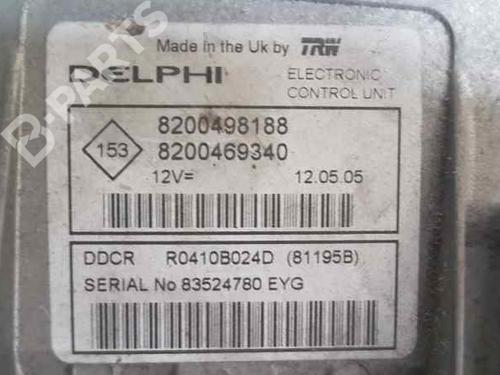 Made in the Uk by TRW
DELPHI
ELECTRONIC
CONTROL UNIT
153
8200498188
8200469340
12V=
12.05.05
DDCR R0410B024D (81195B)
SERIAL No 83524780 EYG
B-PARTS